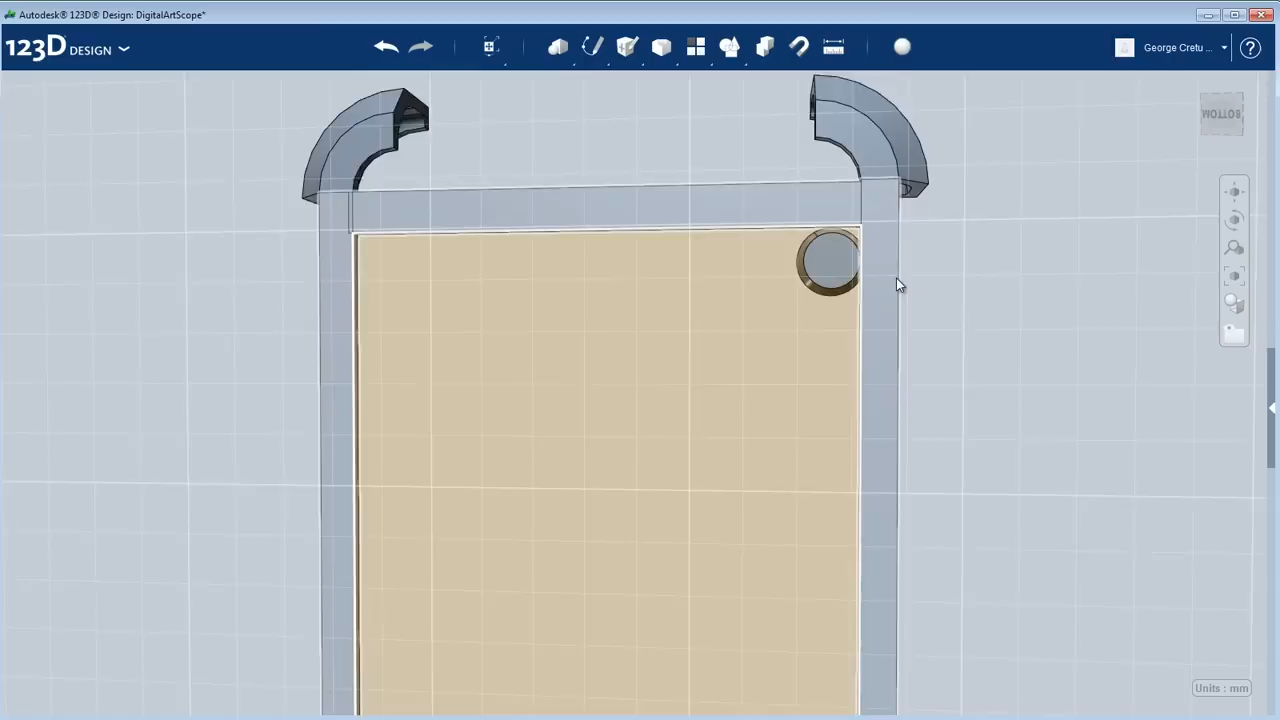 Autodesk® 123D® Design: DigitalArtScope*
123D DESIGN
George Cretu ...
?
BOTTOM
Units : mm